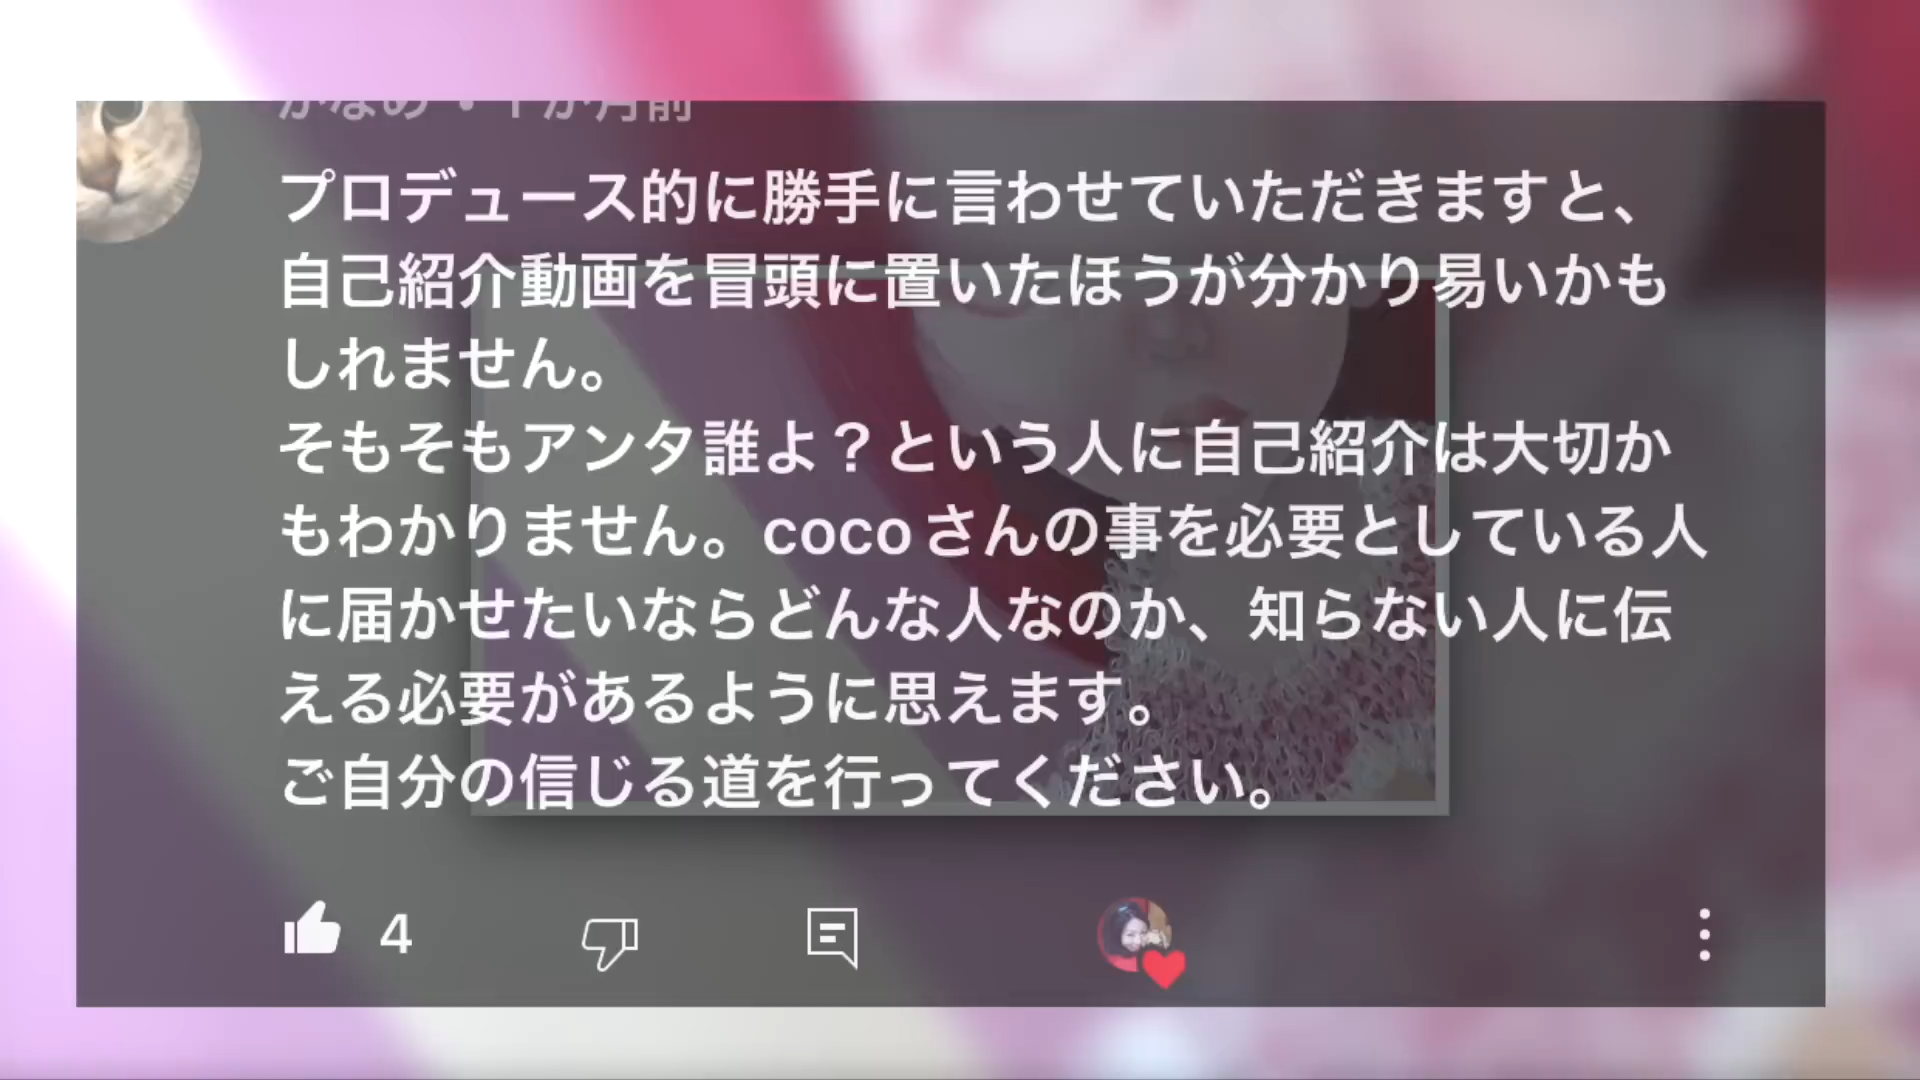 かなめ・1か月前
プロデュース的に勝手に言わせていただきますと、
自己紹介動画を冒頭に置いたほうが分かり易いかも
しれません。
そもそもアンタ誰よ？という人に自己紹介は大切か
もわかりません。cocoさんの事を必要としている人
に届かせたいならどんな人なのか、知らない人に伝
える必要があるように思えます。
ご自分の信じる道を行ってください。
4